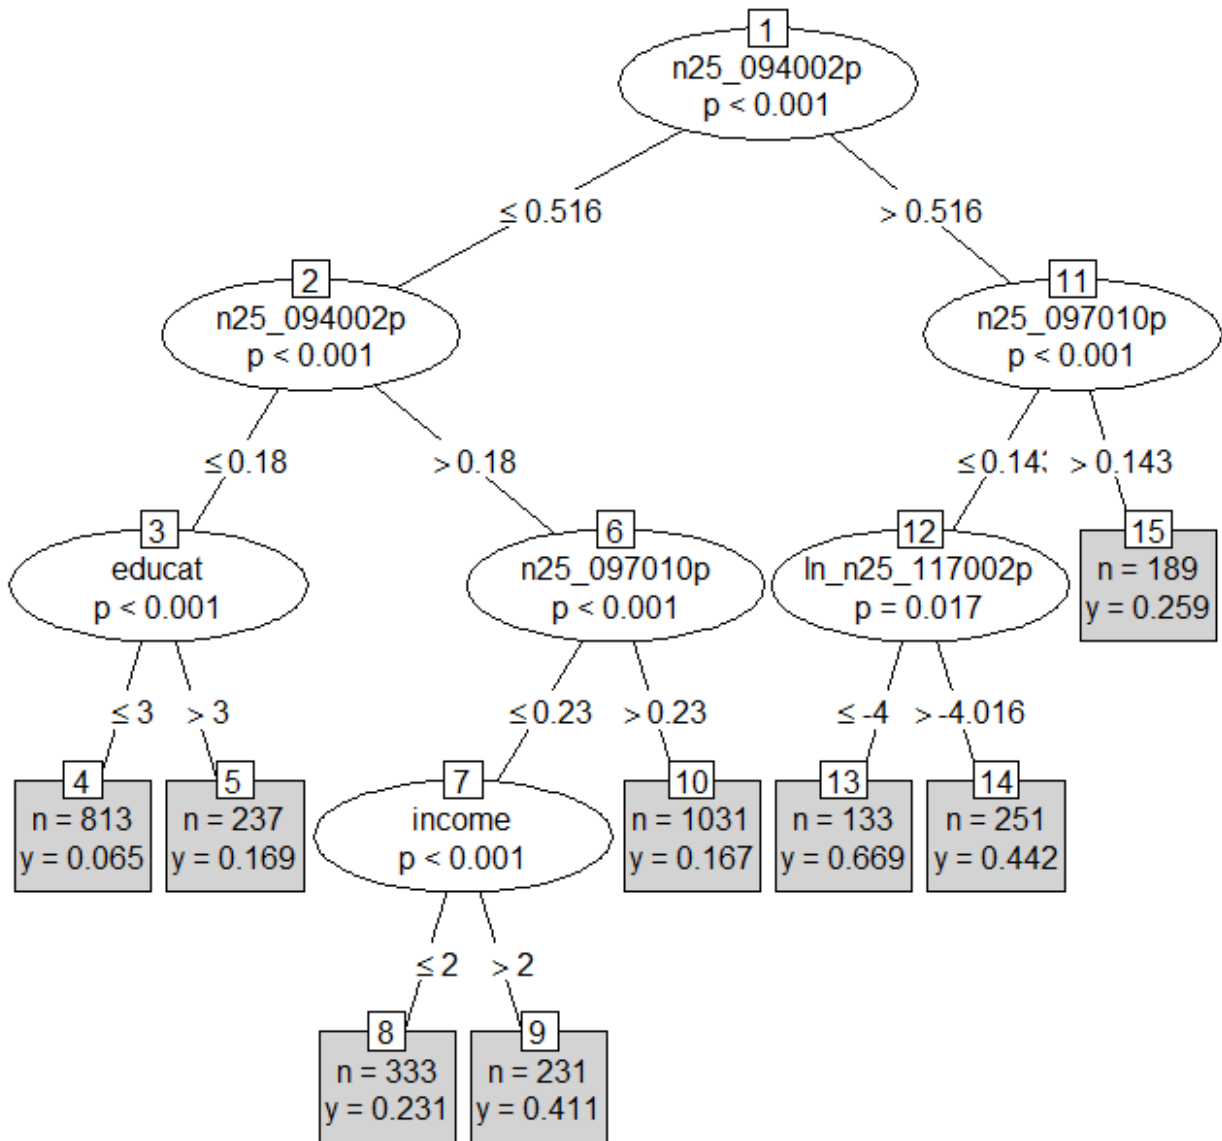 1
n25_094002p
p < 0.001
≤ 0.516
> 0.516
2
n25_094002p
p < 0.001
11
n25_097010p
p < 0.001
≤ 0.18
> 0.18
≤ 0.143
> 0.143
3
educat
p < 0.001
6
n25_097010p
p < 0.001
12
ln_n25_117002p
p = 0.017
15
n = 189
y = 0.259
≤ 3
> 3
≤ 0.23
> 0.23
≤ -4
> -4.016
4
n = 813
y = 0.065
5
n = 237
y = 0.169
7
income
p < 0.001
10
n = 1031
y = 0.167
13
n = 133
y = 0.669
14
n = 251
y = 0.442
≤ 2
> 2
8
n = 333
y = 0.231
9
n = 231
y = 0.411